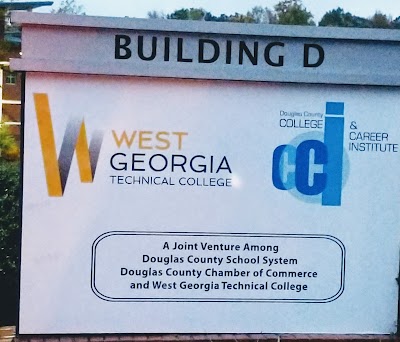 BUILDING D
WEST
GEORGIA
TECHNICAL COLLEGE
Douglas County
COLLEGE & CAREER
INSTITUTE
cci
A Joint Venture Among
Douglas County School System
Douglas County Chamber of Commerce
and West Georgia Technical College